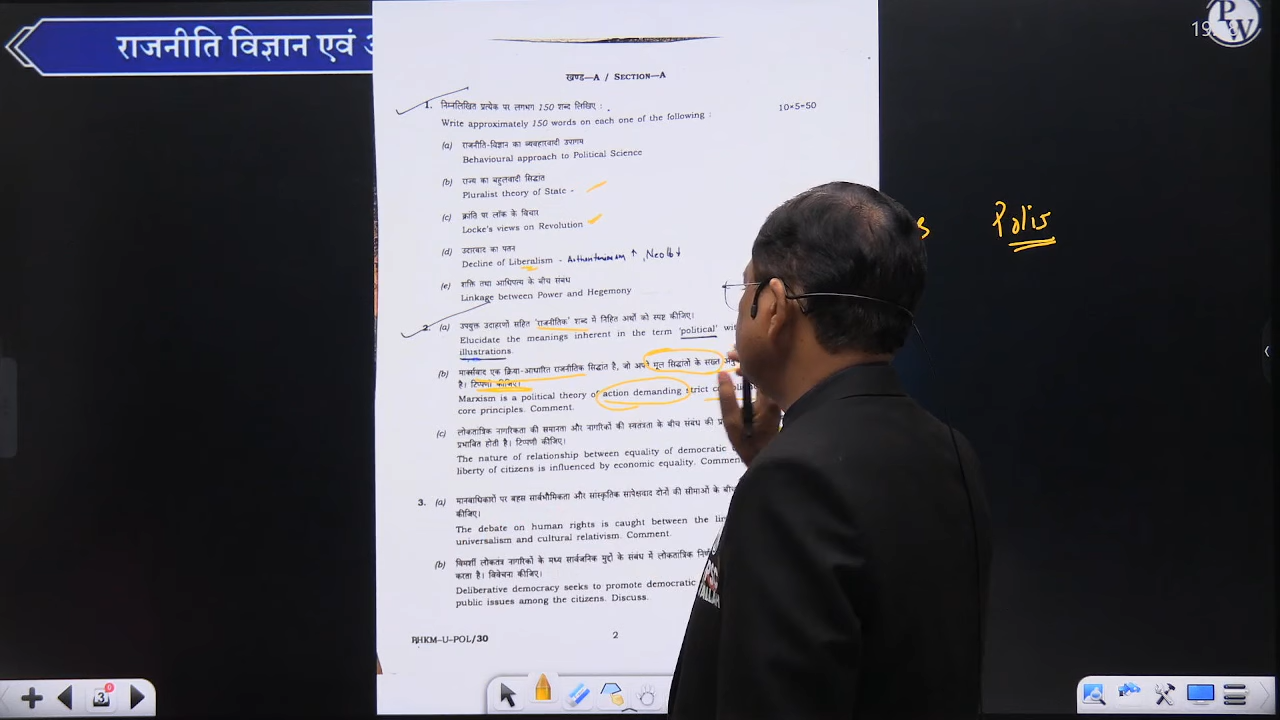 राजनीति विज्ञान एवं
PW
खण्ड—A / SECTION—A
1. निम्नलिखित प्रत्येक पर लगभग 150 शब्द लिखिए :
10×5=50
Write approximately 150 words on each one of the following :
(a) राजनीति-विज्ञान का व्यवहारवादी उपागम
Behavioural approach to Political Science
(b) राज्य का बहुलवादी सिद्धांत
Pluralist theory of State -
(c) क्रांति पर लॉक के विचार
Locke's views on Revolution
(d) उदारवाद का पतन
Decline of Liberalism -
(e) शक्ति तथा आधिपत्य के बीच संबंध
Linkage between Power and Hegemony
Polis
2. (a) उपयुक्त उदाहरणों सहित 'राजनीतिक' शब्द में निहित अर्थों को स्पष्ट कीजिए।
Elucidate the meanings inherent in the term 'political'
illustrations.
(b) मार्क्सवाद एक क्रिया-आधारित राजनीतिक सिद्धांत है, जो अपने मूल सिद्धांतों के सख्त
है। टिप्पणी कीजिए।
Marxism is a political theory of action demanding strict
core principles. Comment.
(c) लोकतांत्रिक नागरिकता की समानता और नागरिकों की स्वतंत्रता के बीच संबंध की
प्रभावित होती है। टिप्पणी कीजिए।
The nature of relationship between equality of democratic
liberty of citizens is influenced by economic equality. Comment
3. (a) मानवाधिकारों पर बहस सार्वभौमिकता और सांस्कृतिक सापेक्षवाद दोनों की सीमाओं के बीच
कीजिए।
The debate on human rights is caught between the
universalism and cultural relativism. Comment.
(b) विमर्शी लोकतंत्र नागरिकों के मध्य सार्वजनिक मुद्दों के संबंध में लोकतांत्रिक
करता है। विवेचना कीजिए।
Deliberative democracy seeks to promote democratic
public issues among the citizens. Discuss.
RHKM-U-POL/30
2
3